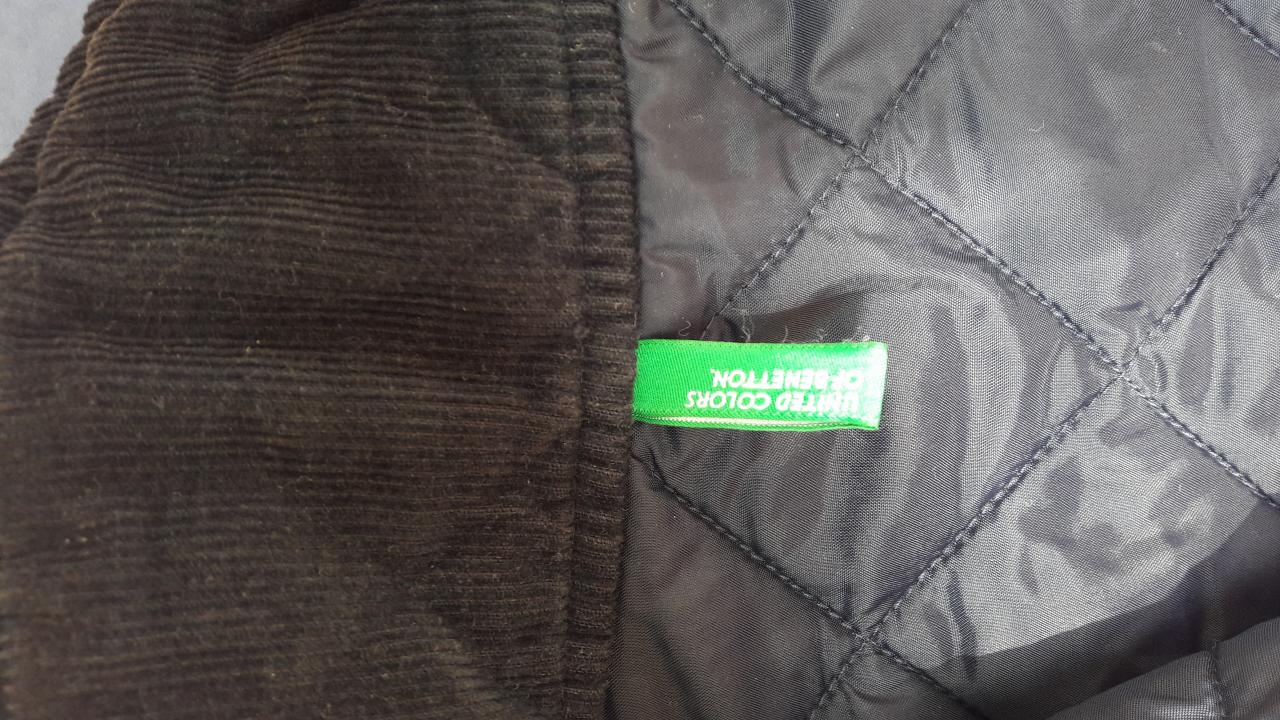 UNITED COLORS
OF BENETTON.